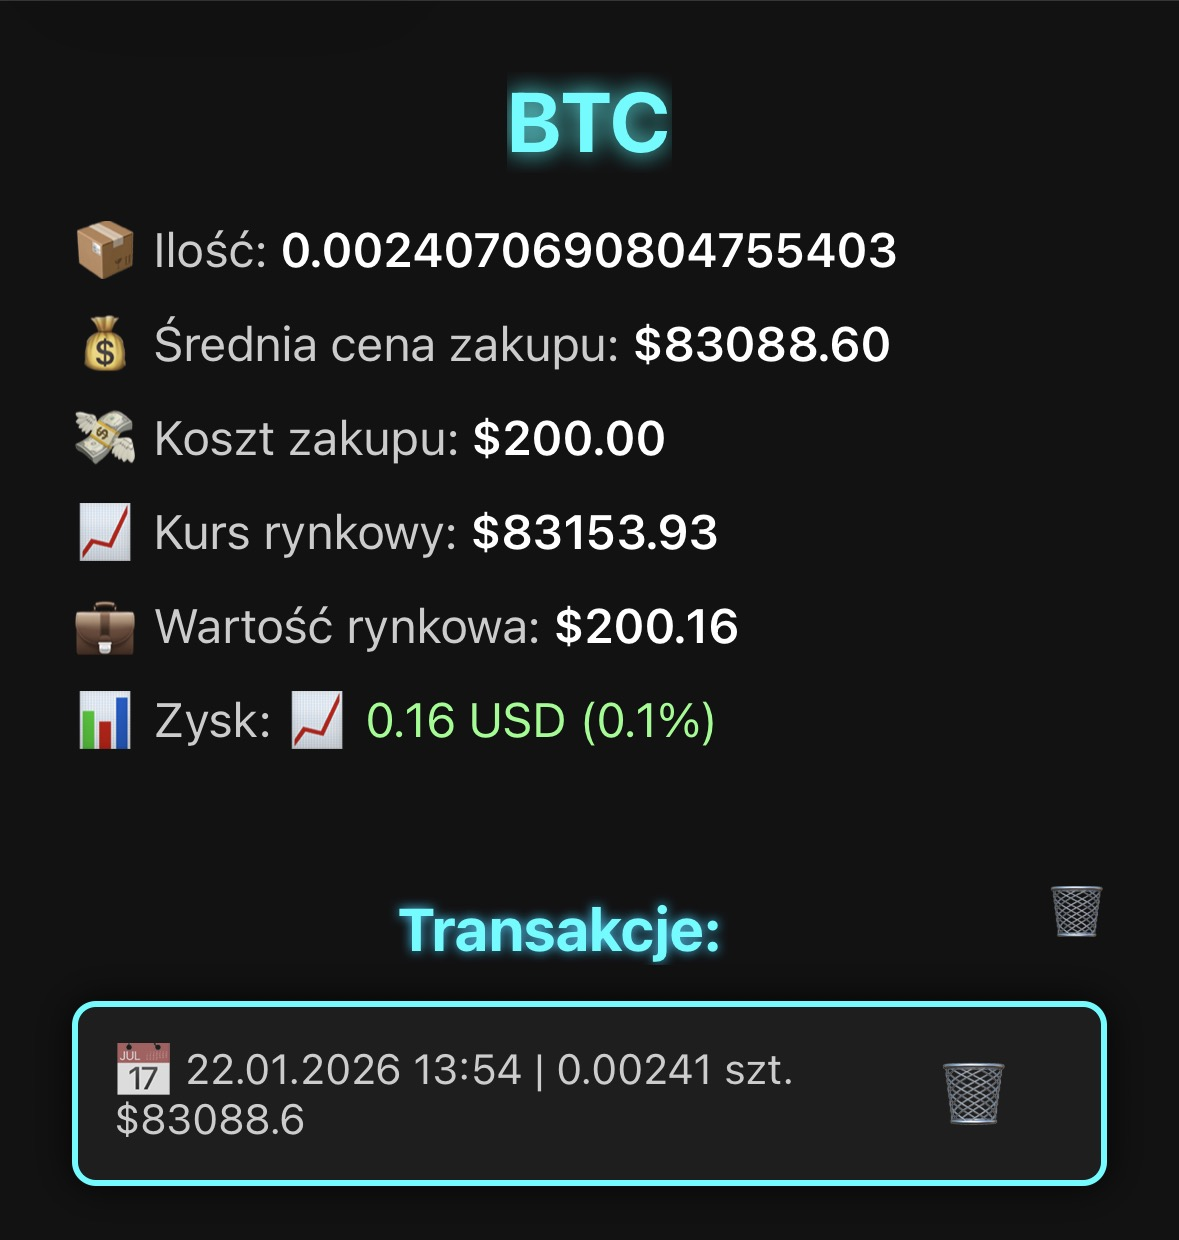 BTC
Ilość: 0.0024070690804755403
Średnia cena zakupu: $83088.60
Koszt zakupu: $200.00
Kurs rynkowy: $83153.93
Wartość rynkowa: $200.16
Zysk: 0.16 USD (0.1%)
Transakcje:
JUL 17 22.01.2026 13:54 | 0.00241 szt.
$83088.6